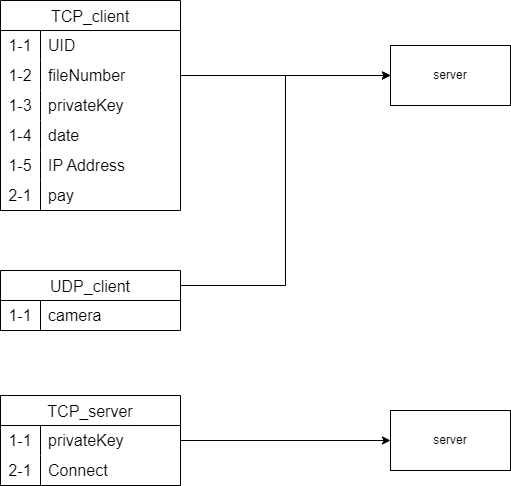 TCP_client
1-1 UID
1-2 fileNumber
server
1-3 privateKey
1-4 date
1-5 IP Address
2-1 pay
UDP_client
1-1 camera
TCP_server
1-1 privateKey
server
2-1 Connect